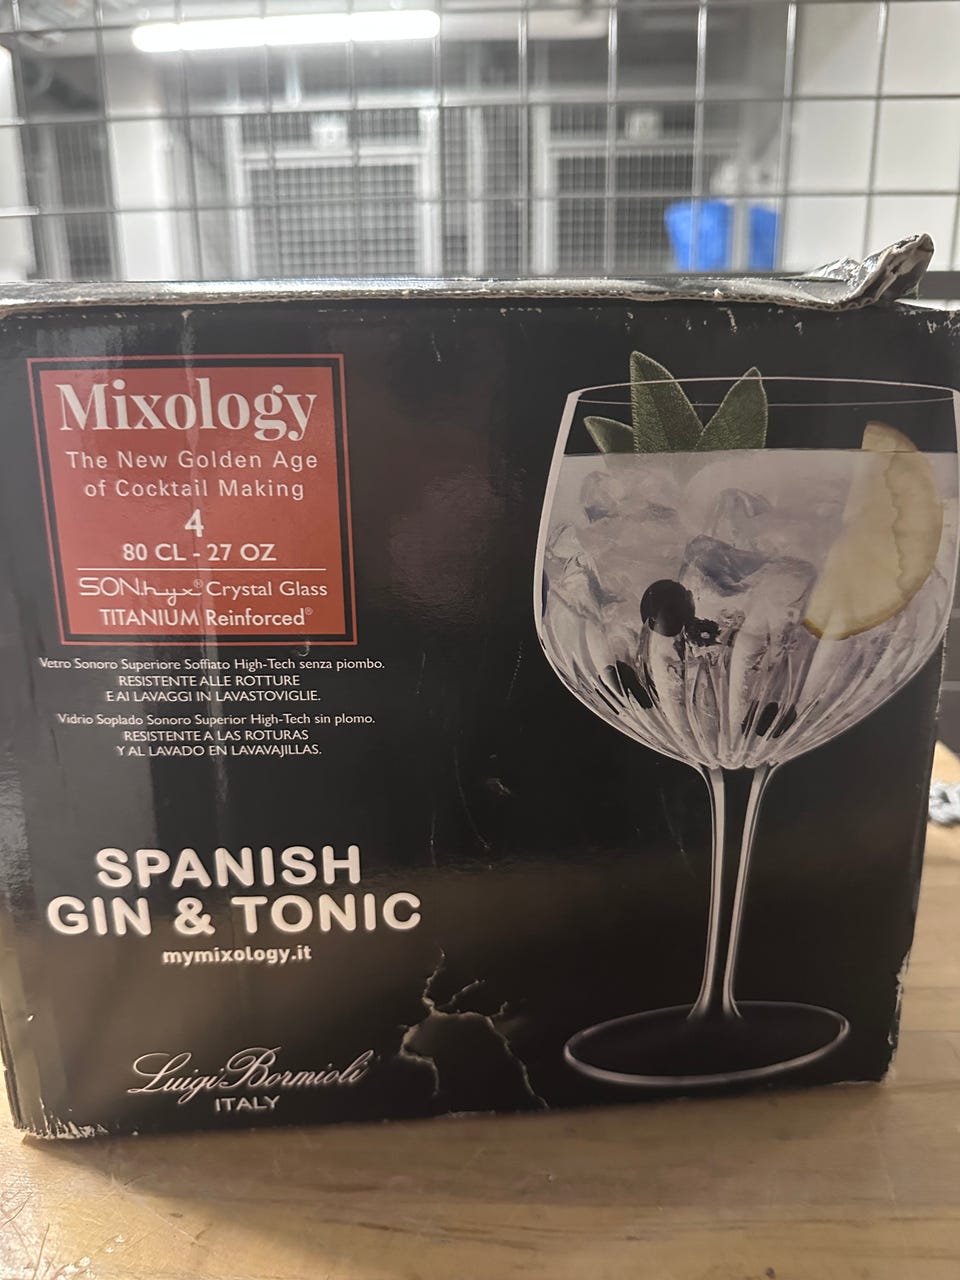 Mixology
The New Golden Age
of Cocktail Making
4
80 CL - 27 OZ
SON.hyx® Crystal Glass
TITANIUM Reinforced®
Vetro Sonoro Superiore Soffiato High-Tech senza piombo.
RESISTENTE ALLE ROTTURE
E AI LAVAGGI IN LAVASTOVIGLIE.
Vidrio Soplado Sonoro Superior High-Tech sin plomo.
RESISTENTE A LAS ROTURAS
Y AL LAVADO EN LAVAVAJILLAS.
SPANISH
GIN & TONIC
mymixology.it
Luigi Bormioli
ITALY